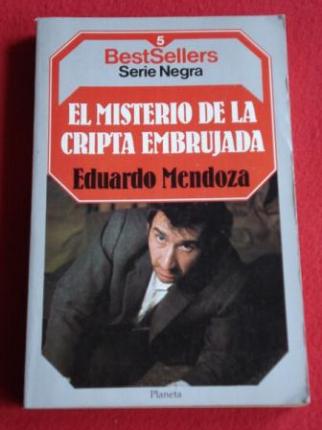 5
BestSellers
Serie Negra
EL MISTERIO DE LA
CRIPTA EMBRUJADA
Eduardo Mendoza
Planeta